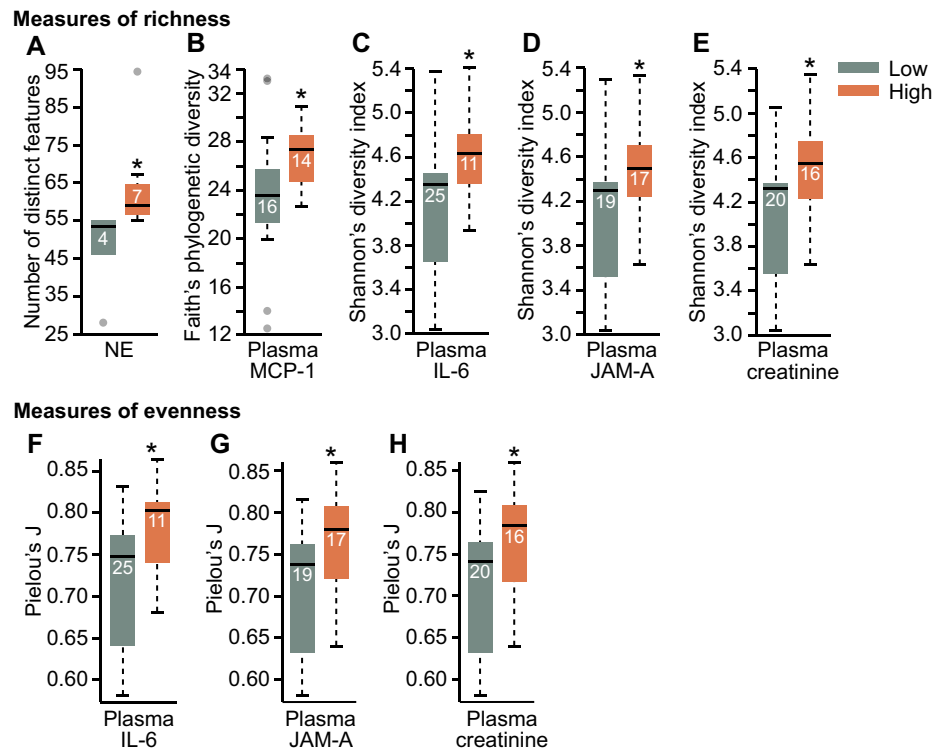 Measures of richness
A
Number of distinct features
95
85
75
65
55
45
35
25
4
7
*
NE
B
Faith's phylogenetic diversity
34
32
28
26
24
22
20
16
12
16
14
*
Plasma
MCP-1
C
Shannon's diversity index
5.4
5.0
4.6
4.2
3.8
3.4
3.0
25
11
*
Plasma
IL-6
D
Shannon's diversity index
5.4
5.0
4.6
4.2
3.8
3.4
3.0
19
17
*
Plasma
JAM-A
E
Shannon's diversity index
5.4
5.0
4.6
4.2
3.8
3.4
3.0
20
16
*
Plasma
creatinine
Low
High
Measures of evenness
F
Pielou's J
0.85
0.80
0.75
0.70
0.65
0.60
25
11
*
Plasma
IL-6
G
Pielou's J
0.85
0.80
0.75
0.70
0.65
0.60
19
17
*
Plasma
JAM-A
H
Pielou's J
0.85
0.80
0.75
0.70
0.65
0.60
20
16
*
Plasma
creatinine